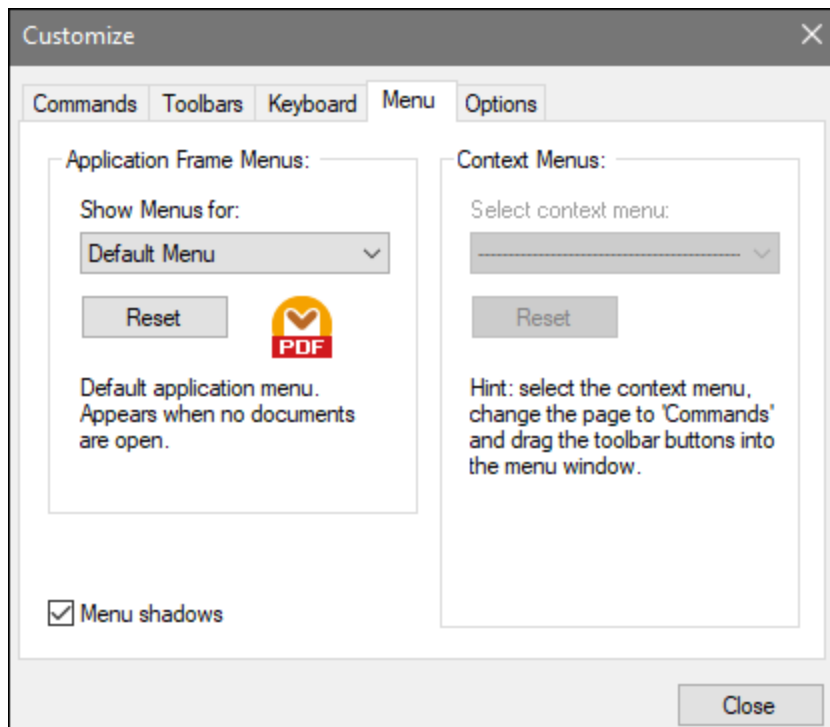 Customize
Commands
Toolbars
Keyboard
Menu
Options
Application Frame Menus:
Show Menus for:
Default Menu
Reset
PDF
Default application menu.
Appears when no documents
are open.
Context Menus:
Select context menu:
Reset
Hint: select the context menu,
change the page to 'Commands'
and drag the toolbar buttons into
the menu window.
Menu shadows
Close